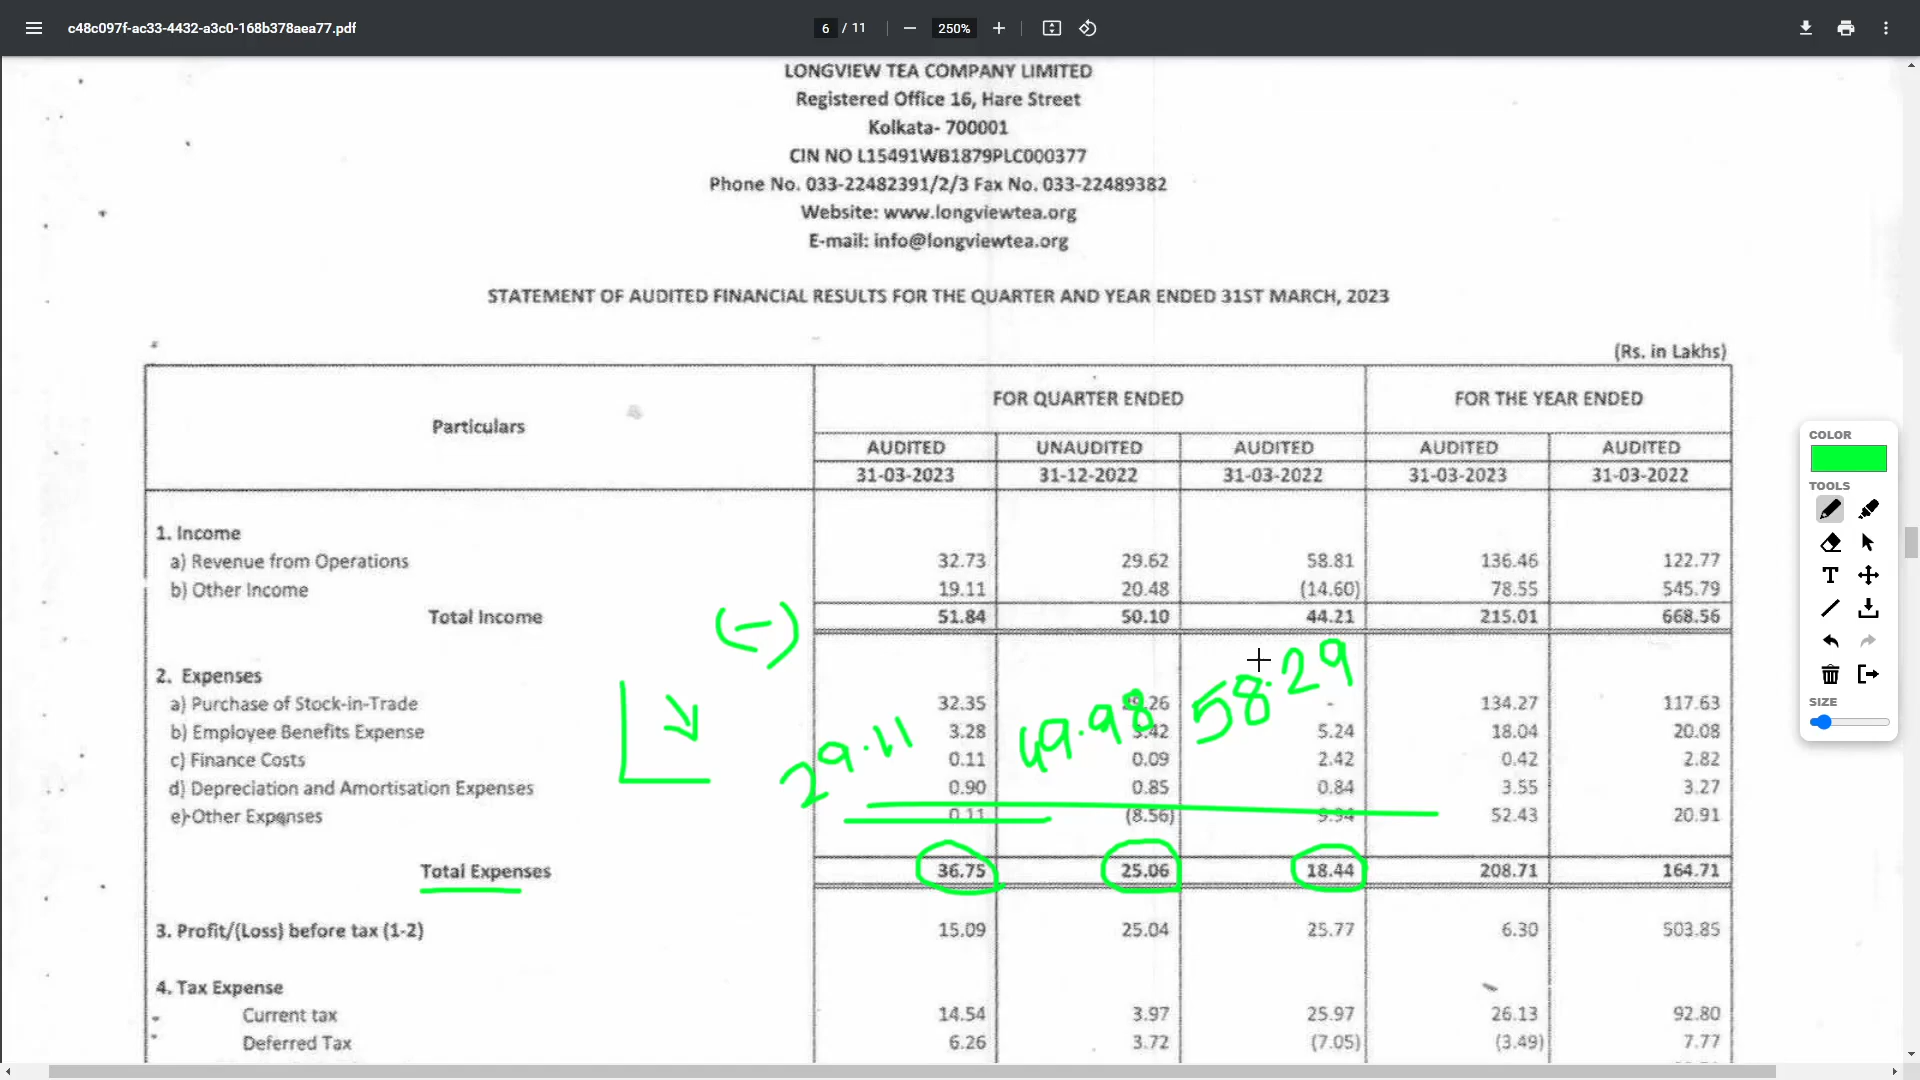 c48c097f-ac33-4432-a3c0-168b378aea77.pdf 6 / 11 250%
LONGVIEW TEA COMPANY LIMITED
Registered Office 16, Hare Street
Kolkata- 700001
CIN NO L15491WB1879PLC000377
Phone No. 033-22482391/2/3 Fax No. 033-22489382
Website: www.longviewtea.org
E-mail: info@longviewtea.org
STATEMENT OF AUDITED FINANCIAL RESULTS FOR THE QUARTER AND YEAR ENDED 31ST MARCH, 2023
(Rs. in Lakhs)
Particulars FOR QUARTER ENDED FOR THE YEAR ENDED
AUDITED UNAUDITED AUDITED AUDITED AUDITED
31-03-2023 31-12-2022 31-03-2022 31-03-2023 31-03-2022
1. Income
a) Revenue from Operations 32.73 29.62 58.81 136.46 122.77
b) Other Income 19.11 20.48 (14.60) 78.55 545.79
Total Income 51.84 50.10 44.21 215.01 668.56
(-)
2. Expenses
a) Purchase of Stock-in-Trade 32.35 - 134.27 117.63
b) Employee Benefits Expense 3.28 5.24 18.04 20.08
29.11 49.98 58.29
c) Finance Costs 0.11 0.09 2.42 0.42 2.82
d) Depreciation and Amortisation Expenses 0.90 0.85 0.84 3.55 3.27
e) Other Expenses 0.11 (8.56) 9.94 52.43 20.91
Total Expenses 36.75 25.06 18.44 208.71 164.71
3. Profit/(Loss) before tax (1-2) 15.09 25.04 25.77 6.30 503.85
4. Tax Expense
Current tax 14.54 3.97 25.97 26.13 92.80
Deferred Tax 6.26 3.72 (7.05) (3.49) 7.77
COLOR
TOOLS
T
SIZE